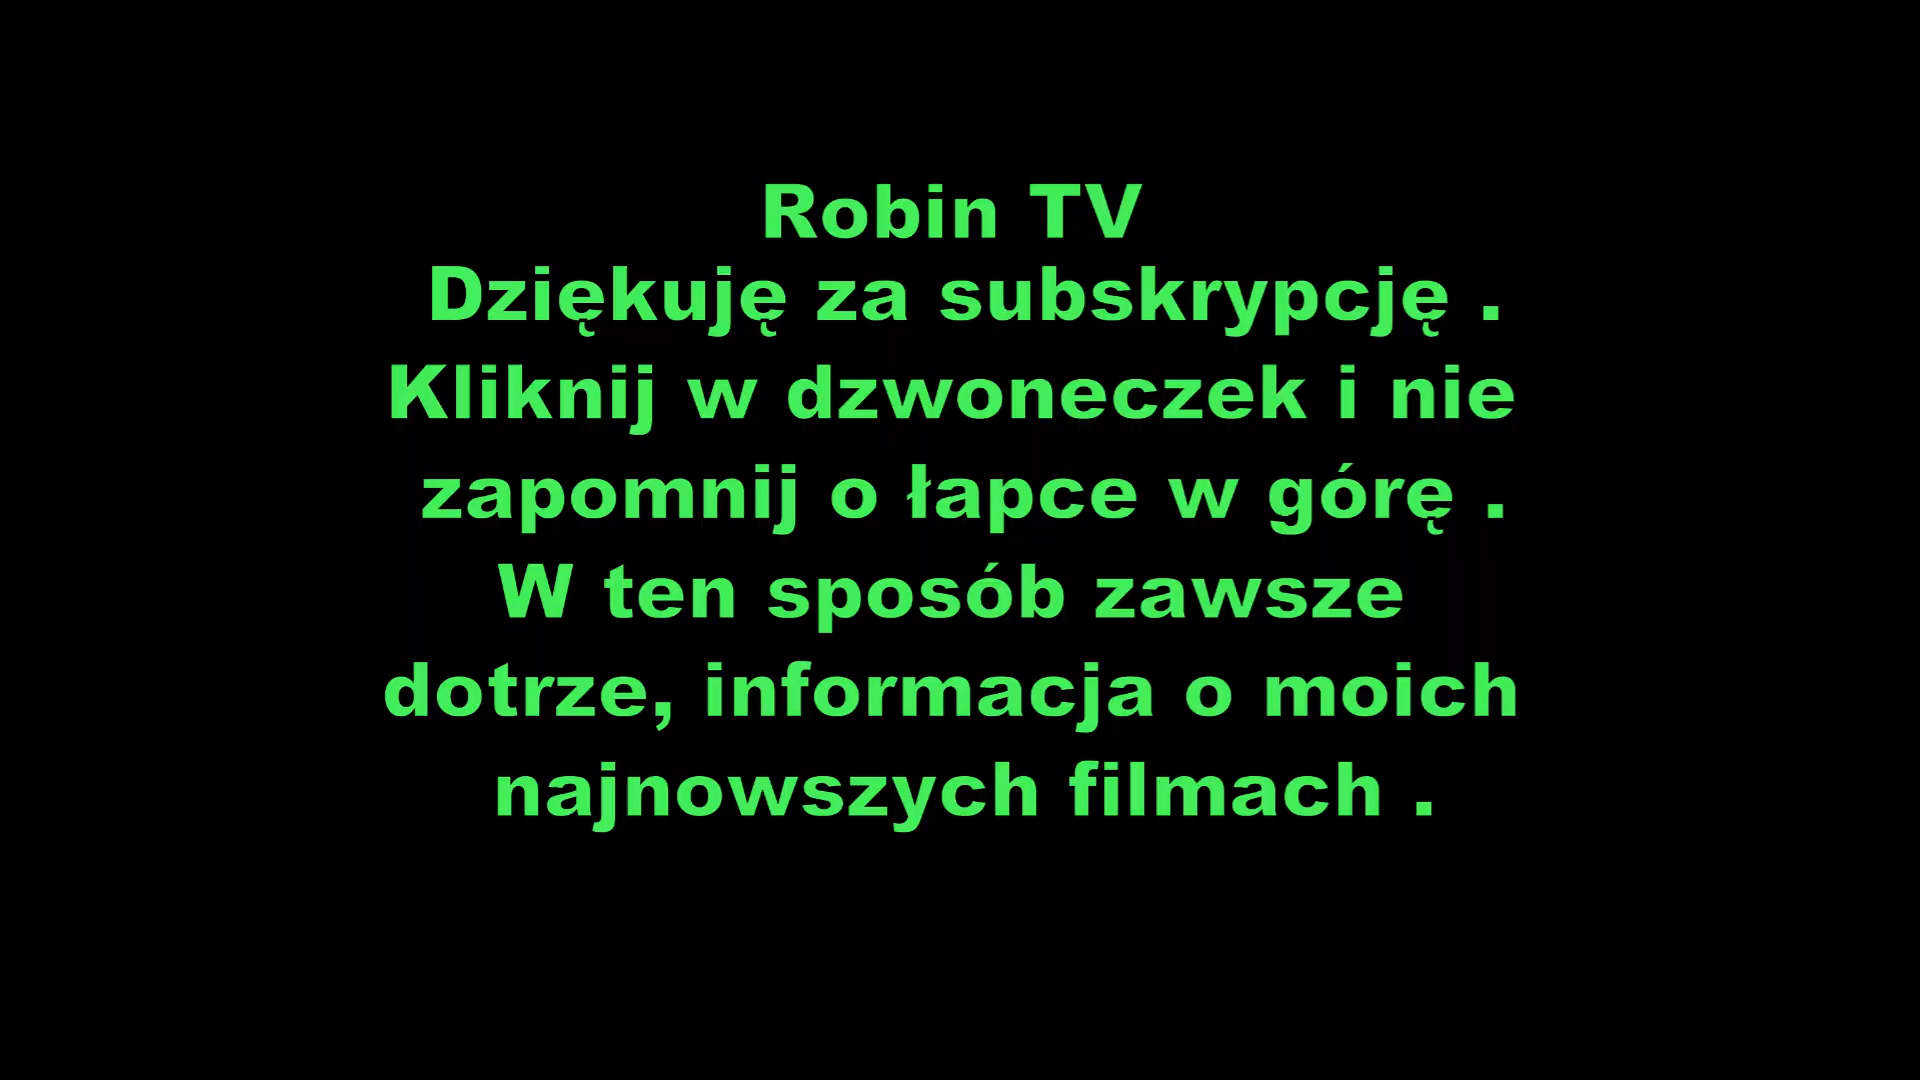 Robin TV
Dziękuję za subskrypcję .
Kliknij w dzwoneczek i nie
zapomnij o łapce w górę .
W ten sposób zawsze
dotrze, informacja o moich
najnowszych filmach .